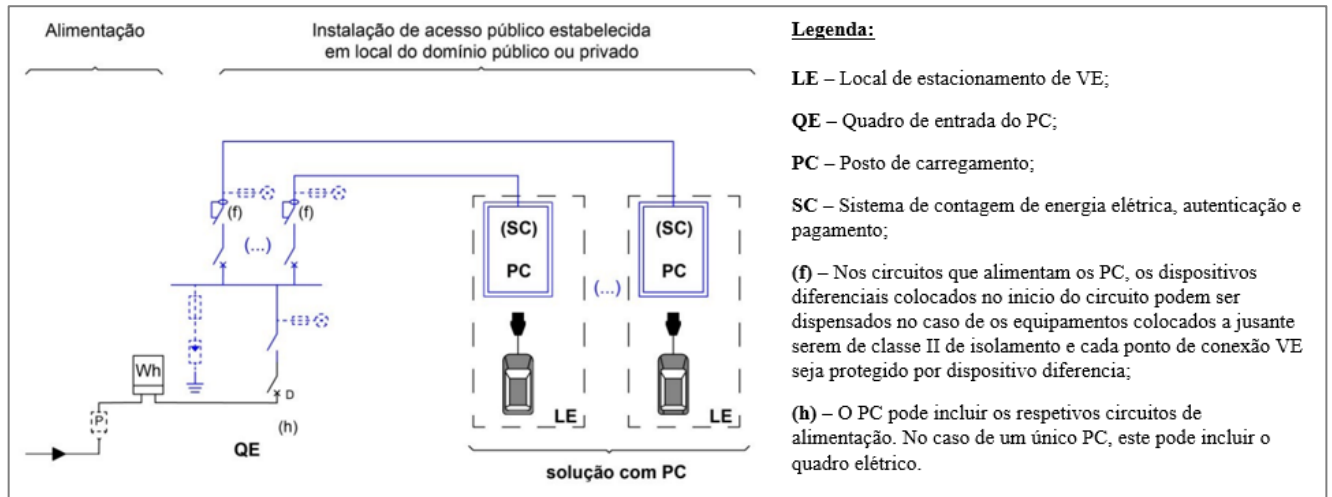 Alimentação
Instalação de acesso público estabelecida
em local do domínio público ou privado
(f)
(f)
(...)
Wh
P
D
(h)
QE
(SC)
PC
LE
(...)
(SC)
PC
LE
solução com PC
Legenda:
LE – Local de estacionamento de VE;
QE – Quadro de entrada do PC;
PC – Posto de carregamento;
SC – Sistema de contagem de energia elétrica, autenticação e
pagamento;
(f) – Nos circuitos que alimentam os PC, os dispositivos
diferenciais colocados no inicio do circuito podem ser
dispensados no caso de os equipamentos colocados a jusante
serem de classe II de isolamento e cada ponto de conexão VE
seja protegido por dispositivo diferencia;
(h) – O PC pode incluir os respetivos circuitos de
alimentação. No caso de um único PC, este pode incluir o
quadro elétrico.